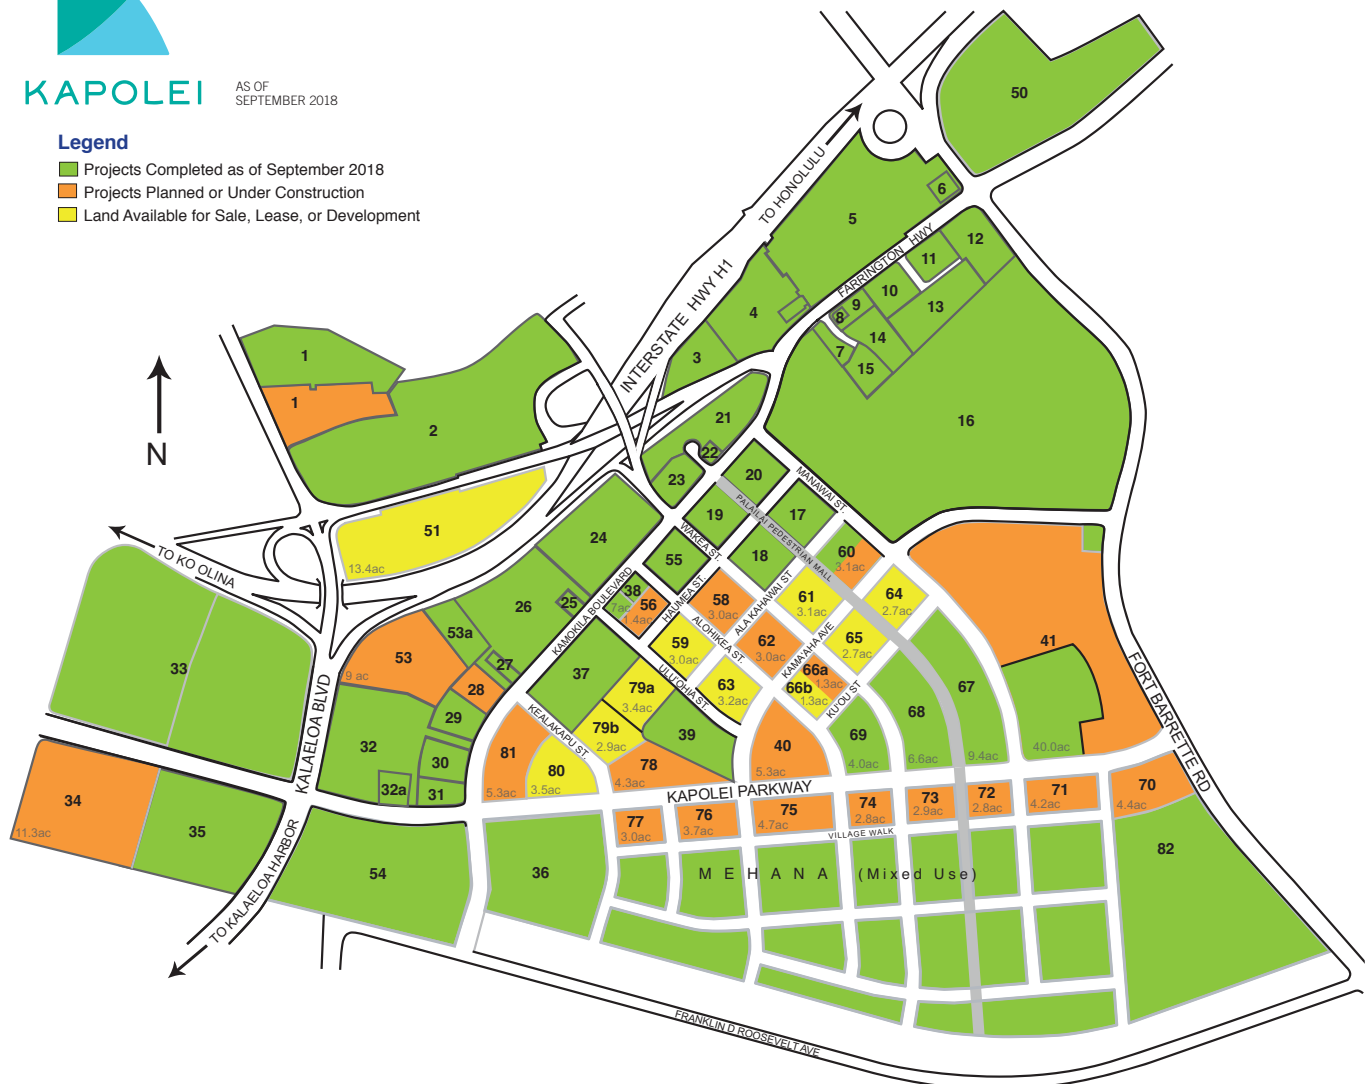 KAPOLEI
AS OF
SEPTEMBER 2018
Legend
Projects Completed as of September 2018
Projects Planned or Under Construction
Land Available for Sale, Lease, or Development
N
TO HONOLULU
INTERSTATE HWY H1
FARRINGTON HWY
TO KO OLINA
KALAELOA BLVD
TO KALAELOA HARBOR
KAMOKILA BOULEVARD
WAKEA ST.
HAUMEA ST.
MANAWAI ST.
PALAILAI PEDESTRIAN MALL
ALA KAHAWAI ST
ALOHIKEA ST.
KAMA'AHA AVE
KU'OU ST
ULU'OHIA ST.
KEALAKAPU ST.
KAPOLEI PARKWAY
VILLAGE WALK
FORT BARRETTE RD
FRANKLIN D ROOSEVELT AVE
MEHANA (Mixed Use)
50
6
5
12
11
10
9
8
13
4
14
7
15
3
1
1
2
16
21
22
23
20
19
17
18
51
13.4ac
24
55
60
3.1ac
26
25
38
.7ac
56
1.4ac
58
3.0ac
61
3.1ac
64
2.7ac
65
2.7ac
41
40.0ac
53a
53
9 ac
27
28
59
3.0ac
62
3.0ac
66a
1.3ac
66b
1.3ac
33
37
79a
3.4ac
63
3.2ac
67
9.4ac
68
6.6ac
29
32
30
32a
31
79b
2.9ac
39
69
4.0ac
40
5.3ac
81
5.3ac
80
3.5ac
78
4.3ac
34
11.3ac
35
77
3.0ac
76
3.7ac
75
4.7ac
74
2.8ac
73
2.9ac
72
2.8ac
71
4.2ac
70
4.4ac
54
36
82